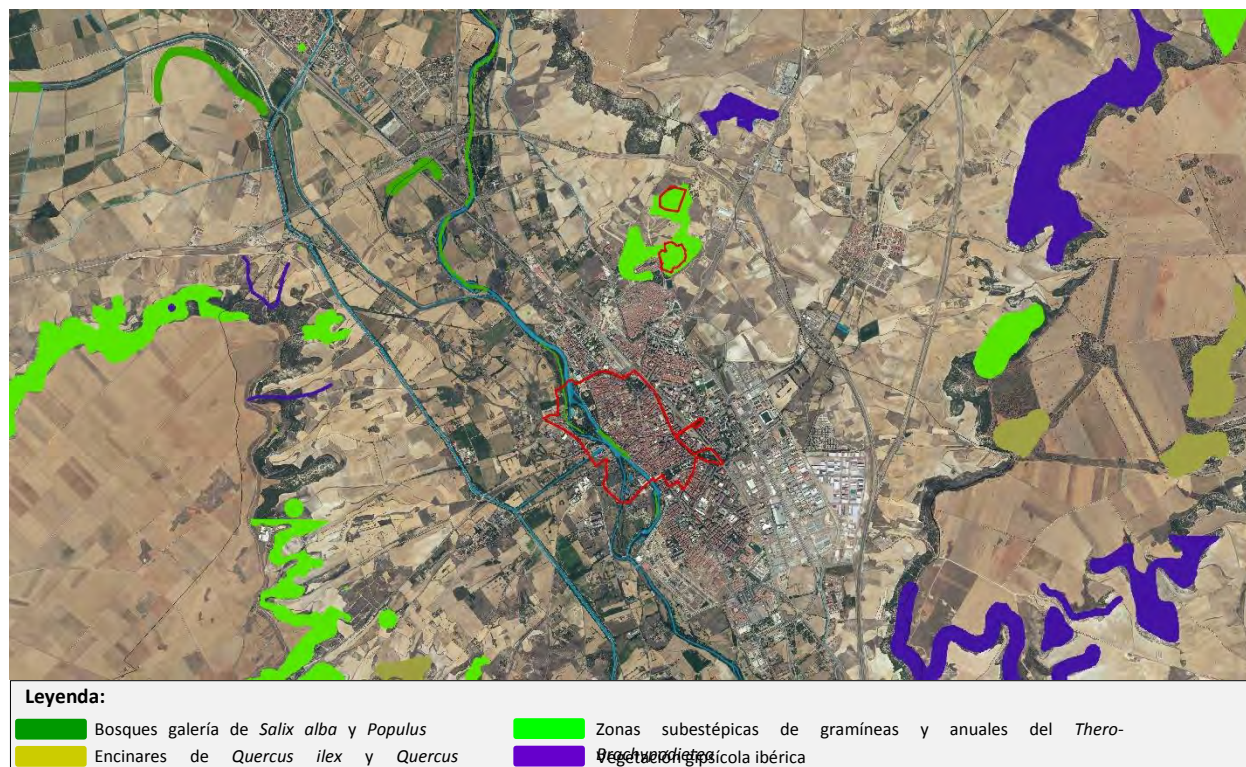 Leyenda:
Bosques galería de Salix alba y Populus
Zonas subestépicas de gramíneas y anuales del Thero-
Brachypodietea
Encinares de Quercus ilex y Quercus
Vegetación gipsícola ibérica